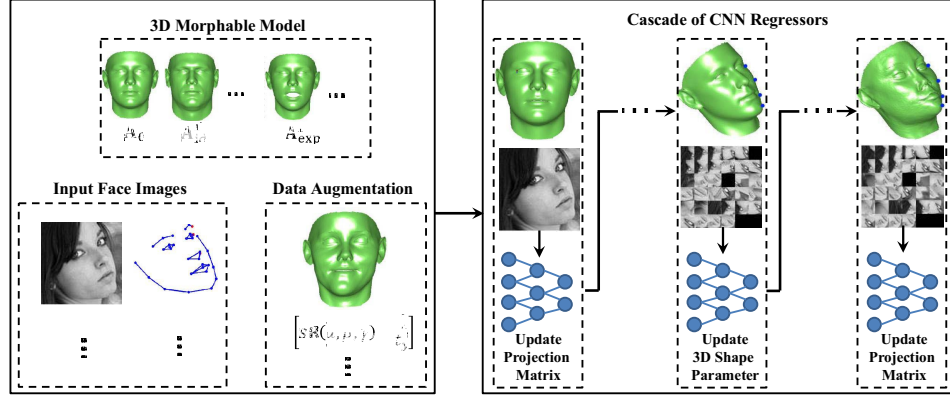 3D Morphable Model
A_exp
Input Face Images
Data Augmentation
Cascade of CNN Regressors
Update
Projection
Matrix
Update
3D Shape
Parameter
Update
Projection
Matrix